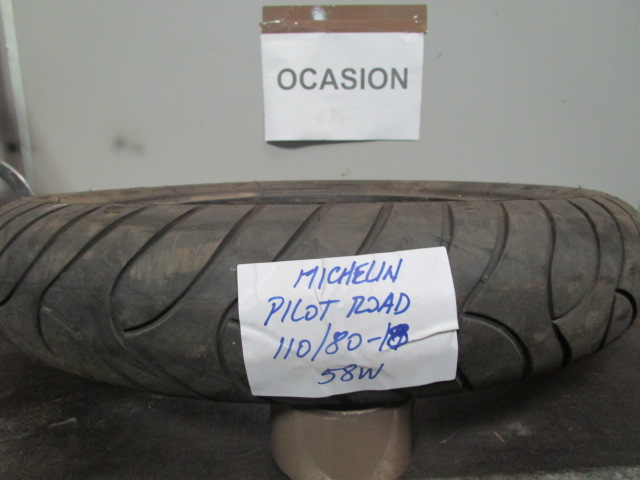 OCASION
MICHELIN
PILOT ROAD
110/80-18
58W